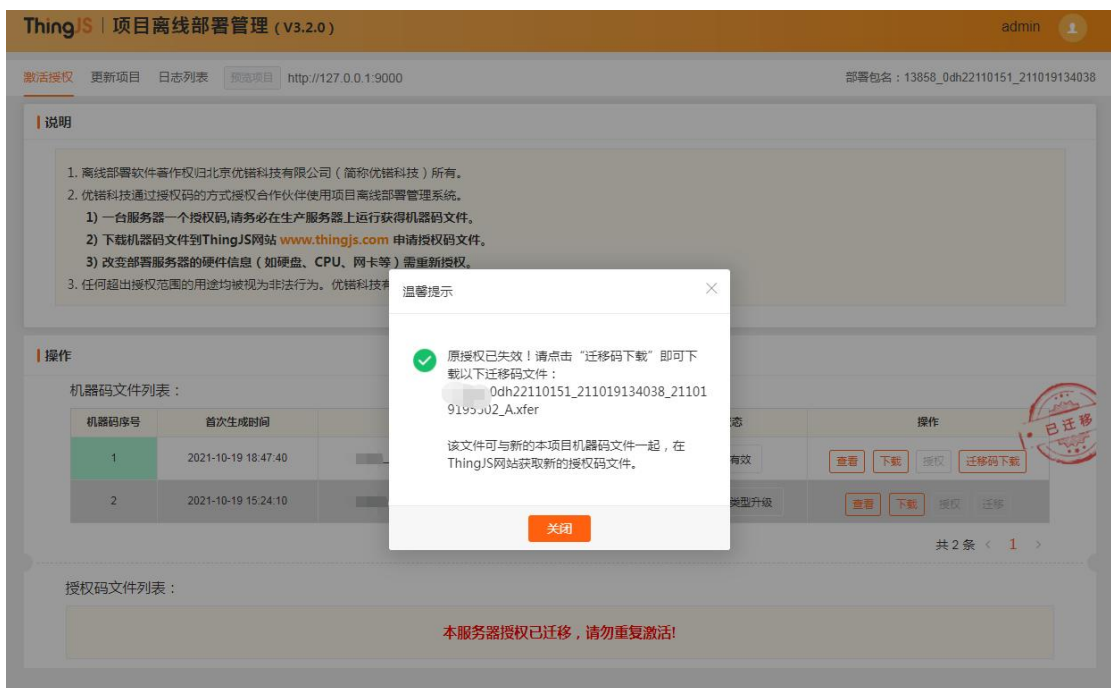 ThingJS | 项目离线部署管理 ( V3.2.0 )
admin
激活授权 更新项目 日志列表 预览项目 http://127.0.0.1:9000
部署包名：13858_0dh22110151_211019134038
说明
1. 离线部署软件著作权归北京优锘科技有限公司（简称优锘科技）所有。
2. 优锘科技通过授权码的方式授权合作伙伴使用项目离线部署管理系统。
1) 一台服务器一个授权码,请务必在生产服务器上运行获得机器码文件。
2) 下载机器码文件到ThingJS网站 www.thingjs.com 申请授权码文件。
3) 改变部署服务器的硬件信息（如硬盘、CPU、网卡等）需重新授权。
3. 任何超出授权范围的用途均被视为非法行为。优锘科技有
温馨提示
原授权已失效！请点击“迁移码下载”即可下
载以下迁移码文件：
0dh22110151_211019134038_21101
9195502_A.xfer
该文件可与新的本项目机器码文件一起，在
ThingJS网站获取新的授权码文件。
关闭
操作
机器码文件列表：
机器码序号 首次生成时间 态 操作
已迁移
1 2021-10-19 18:47:40 有效 查看 下载 授权 迁移码下载
2 2021-10-19 15:24:10 类型升级 查看 下载 授权 迁移
共 2 条 < 1 >
授权码文件列表：
本服务器授权已迁移，请勿重复激活!